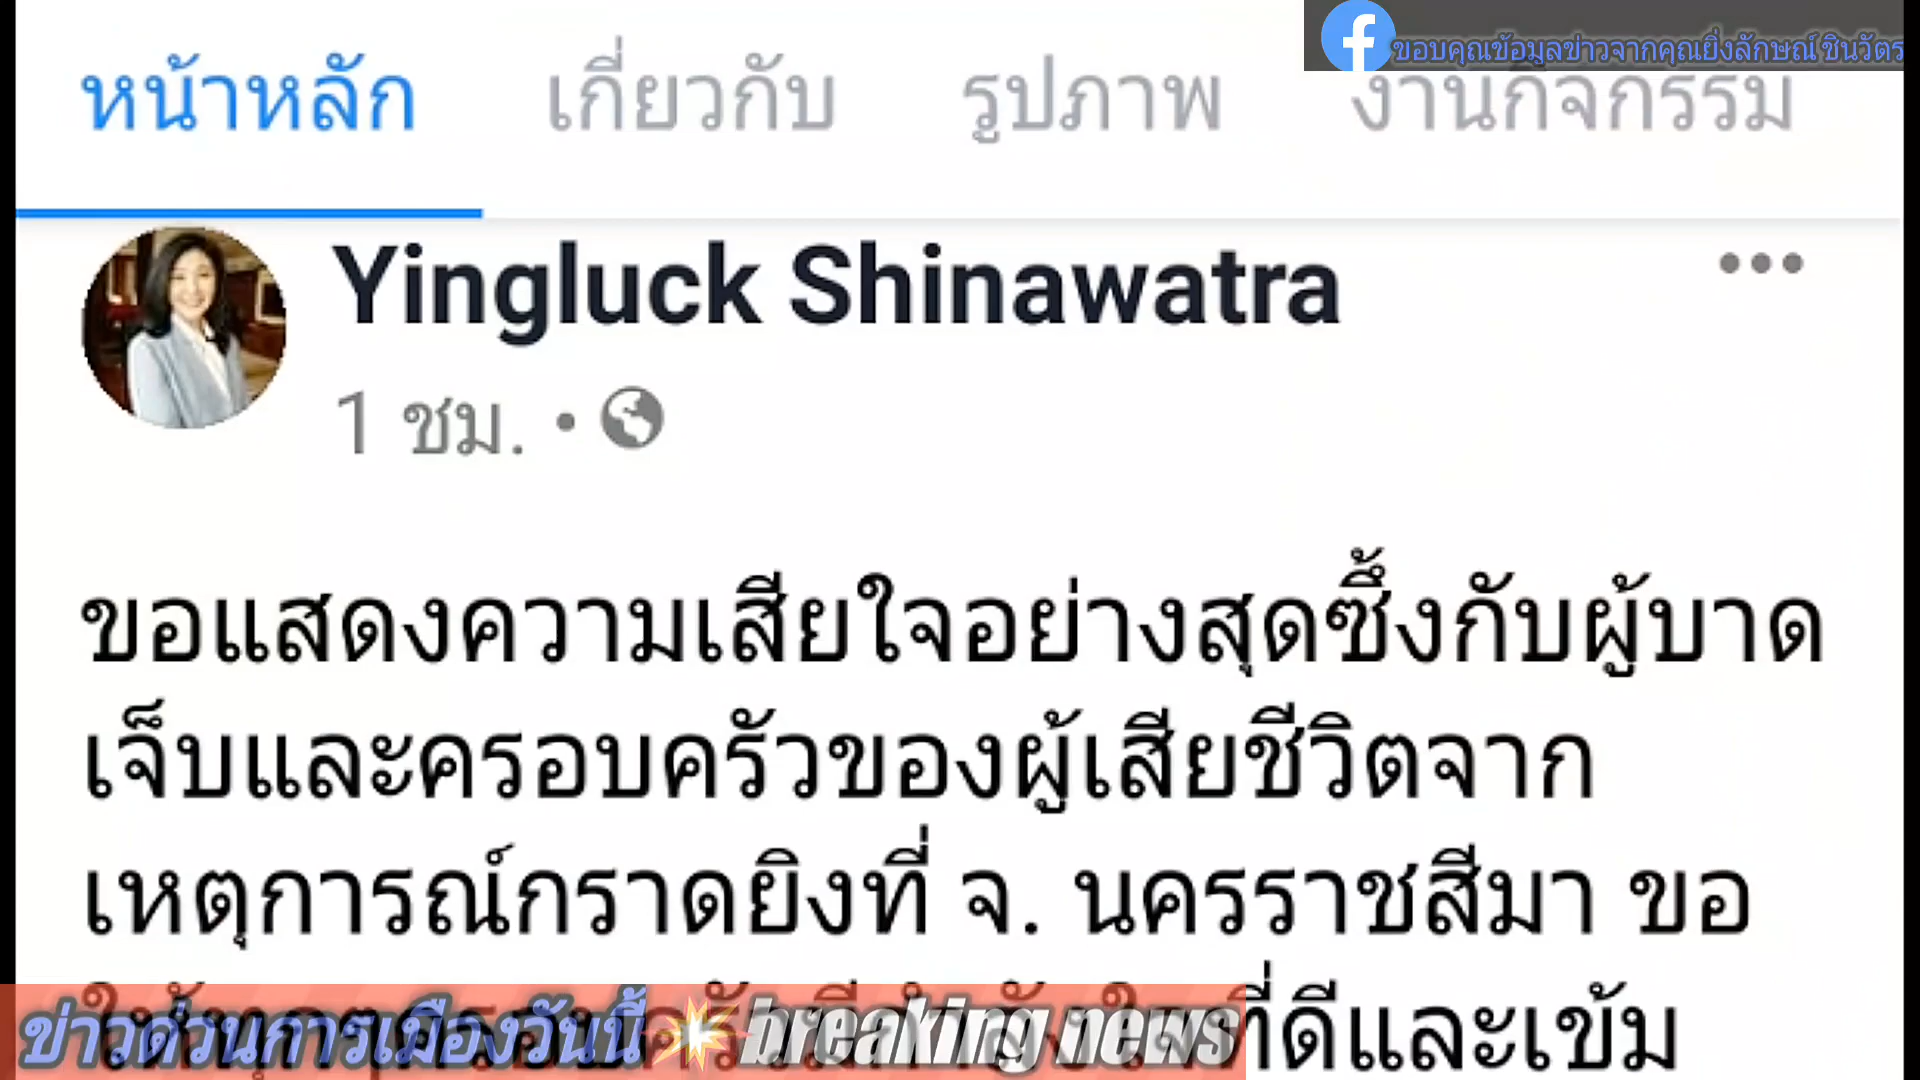 ขอบคุณข้อมูลข่าวจากคุณยิ่งลักษณ์ ชินวัตร
หน้าหลัก เกี่ยวกับ รูปภาพ งานกิจกรรม
Yingluck Shinawatra
1 ชม.
ขอแสดงความเสียใจอย่างสุดซึ้งกับผู้บาด
เจ็บและครอบครัวของผู้เสียชีวิตจาก
เหตุการณ์กราดยิงที่ จ. นครราชสีมา ขอ
ที่ดีและเข้ม
ข่าวด่วนการเมืองวันนี้ breaking news